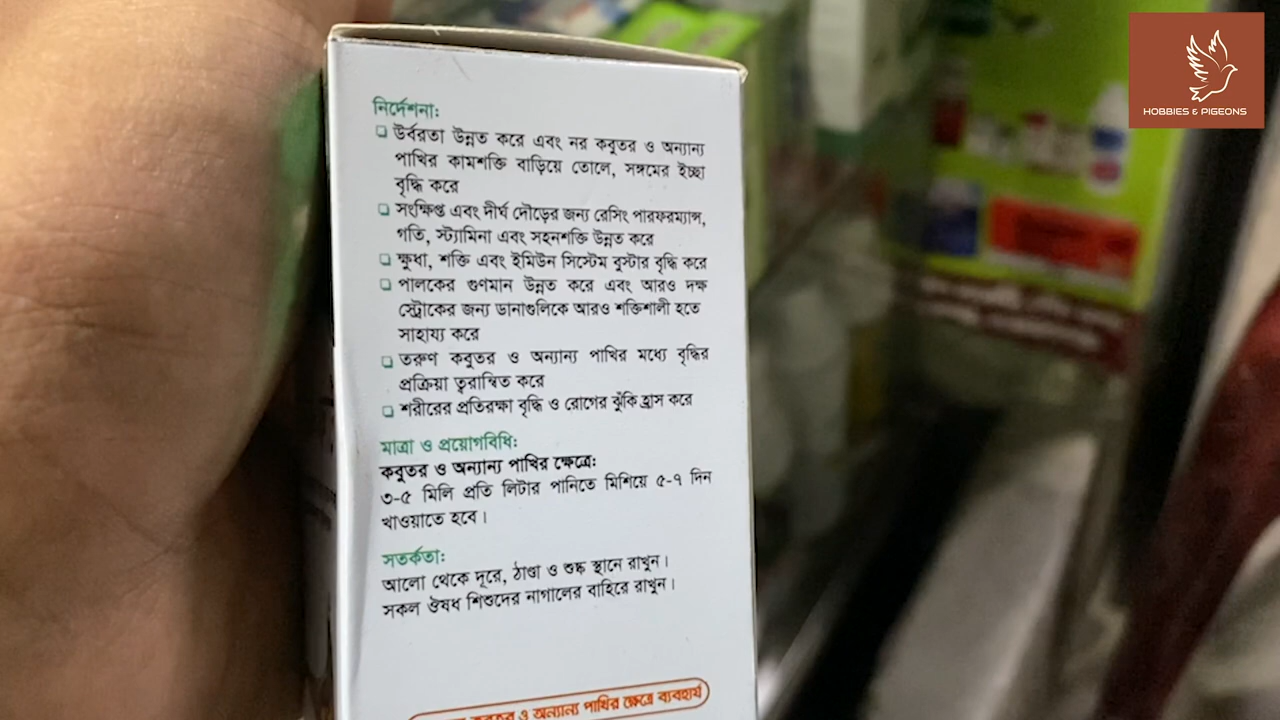 নির্দেশনা:
❑ উর্বরতা উন্নত করে এবং নর কবুতর ও অন্যান্য
পাখির কামশক্তি বাড়িয়ে তোলে, সঙ্গমের ইচ্ছা
বৃদ্ধি করে
❑ সংক্ষিপ্ত এবং দীর্ঘ দৌড়ের জন্য রেসিং পারফরম্যান্স,
গতি, স্ট্যামিনা এবং সহনশক্তি উন্নত করে
❑ ক্ষুধা, শক্তি এবং ইমিউন সিস্টেম বুস্টার বৃদ্ধি করে
❑ পালকের গুণমান উন্নত করে এবং আরও দক্ষ
স্ট্রোকের জন্য ডানাগুলিকে আরও শক্তিশালী হতে
সাহায্য করে
❑ তরুণ কবুতর ও অন্যান্য পাখির মধ্যে বৃদ্ধির
প্রক্রিয়া ত্বরান্বিত করে
❑ শরীরের প্রতিরক্ষা বৃদ্ধি ও রোগের ঝুঁকি হ্রাস করে
মাত্রা ও প্রয়োগবিধি:
কবুতর ও অন্যান্য পাখির ক্ষেত্রে:
৩-৫ মিলি প্রতি লিটার পানিতে মিশিয়ে ৫-৭ দিন
খাওয়াতে হবে।
সতর্কতা:
আলো থেকে দূরে, ঠাণ্ডা ও শুষ্ক স্থানে রাখুন।
সকল ঔষধ শিশুদের নাগালের বাহিরে রাখুন।
কবুতর ও অন্যান্য পাখির ক্ষেত্রে ব্যবহার্য
HOBBIES & PIGEONS